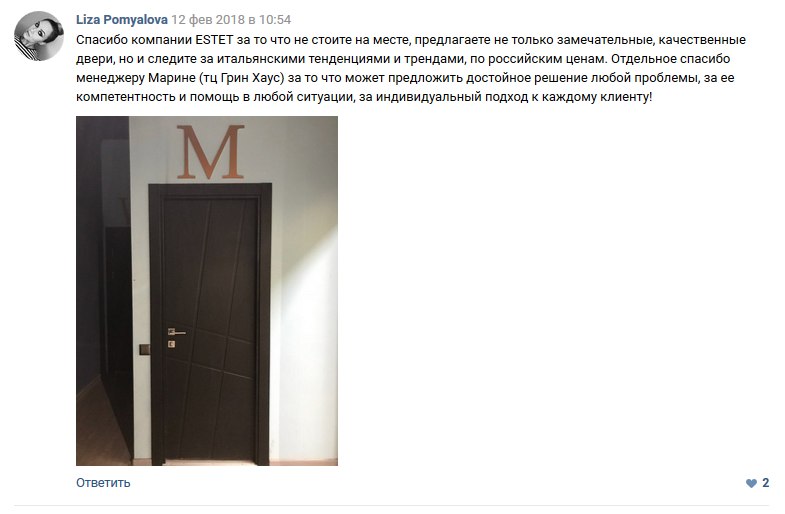 Liza Pomyalova 12 фев 2018 в 10:54
Спасибо компании ESTET за то что не стоите на месте, предлагаете не только замечательные, качественные
двери, но и следите за итальянскими тенденциями и трендами, по российским ценам. Отдельное спасибо
менеджеру Марине (тц Грин Хаус) за то что может предложить достойное решение любой проблемы, за ее
компетентность и помощь в любой ситуации, за индивидуальный подход к каждому клиенту!
M
Ответить 2